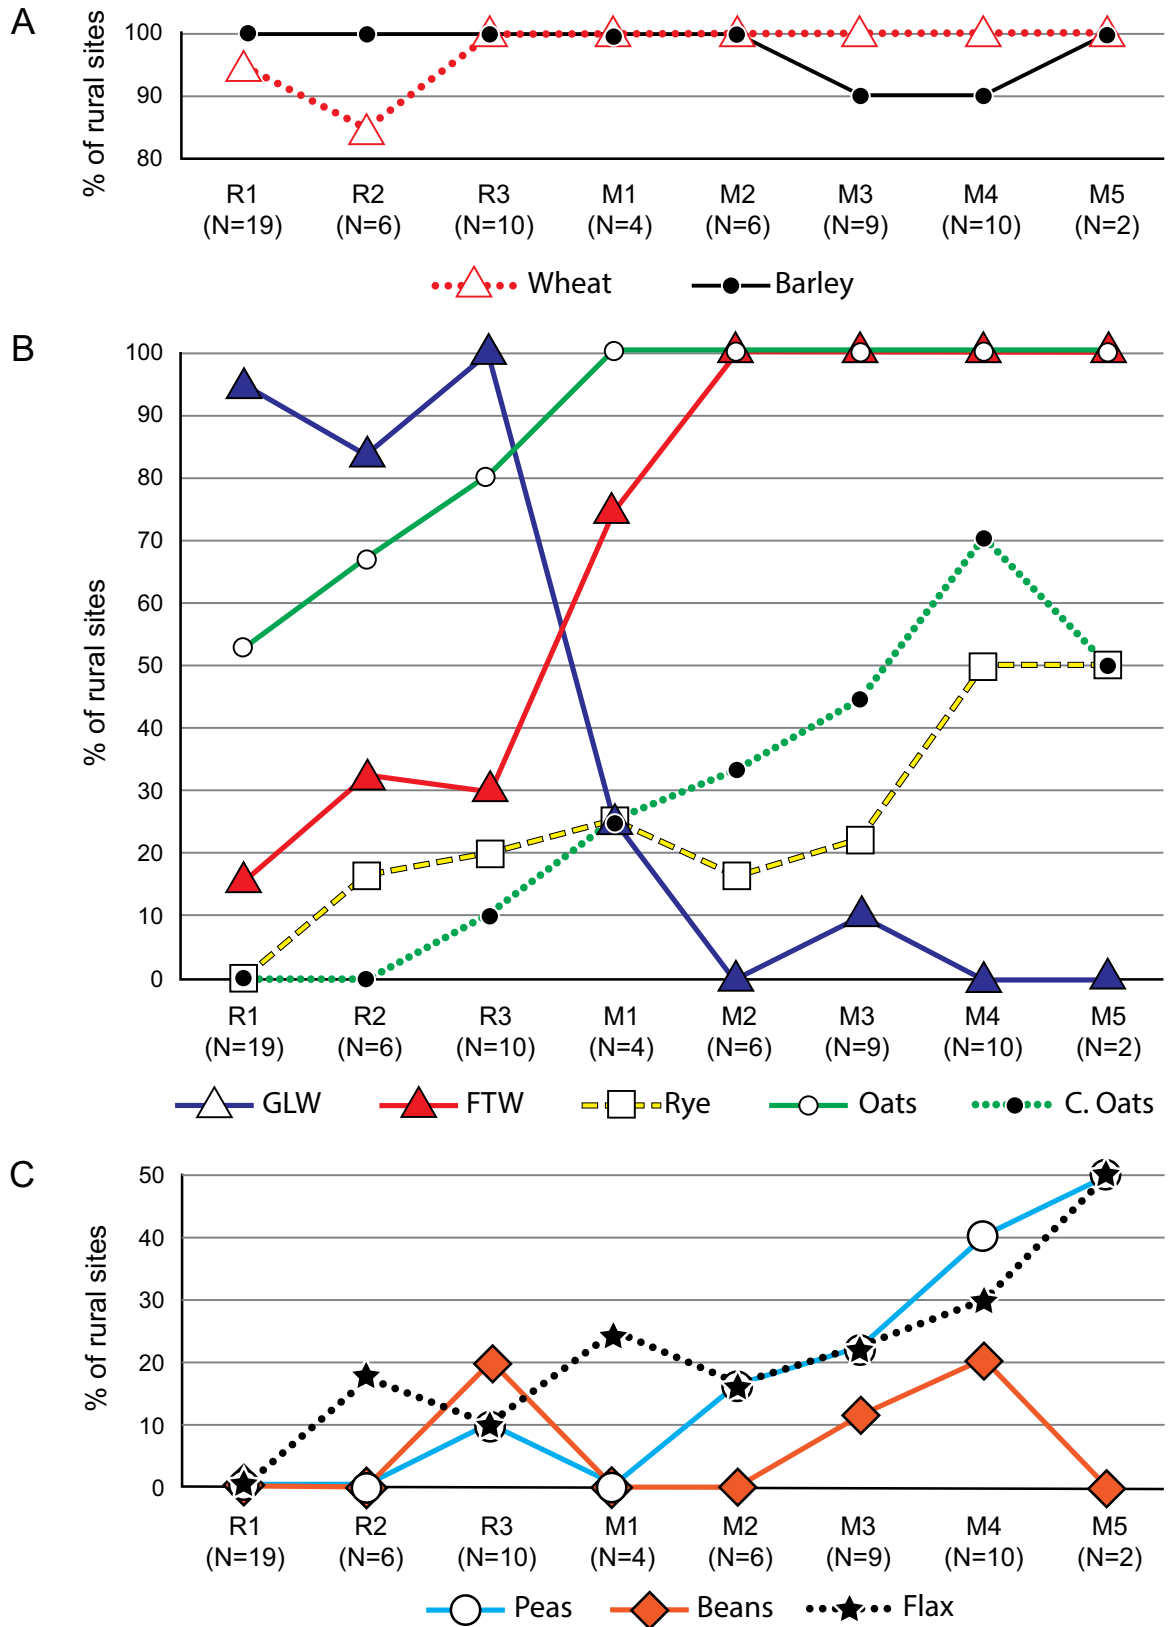 A
% of rural sites
100
90
80
R1 R2 R3 M1 M2 M3 M4 M5
(N=19) (N=6) (N=10) (N=4) (N=6) (N=9) (N=10) (N=2)
Wheat Barley
B
% of rural sites
100
90
80
70
60
50
40
30
20
10
0
R1 R2 R3 M1 M2 M3 M4 M5
(N=19) (N=6) (N=10) (N=4) (N=6) (N=9) (N=10) (N=2)
GLW FTW Rye Oats C. Oats
C
% of rural sites
50
40
30
20
10
0
R1 R2 R3 M1 M2 M3 M4 M5
(N=19) (N=6) (N=10) (N=4) (N=6) (N=9) (N=10) (N=2)
Peas Beans Flax